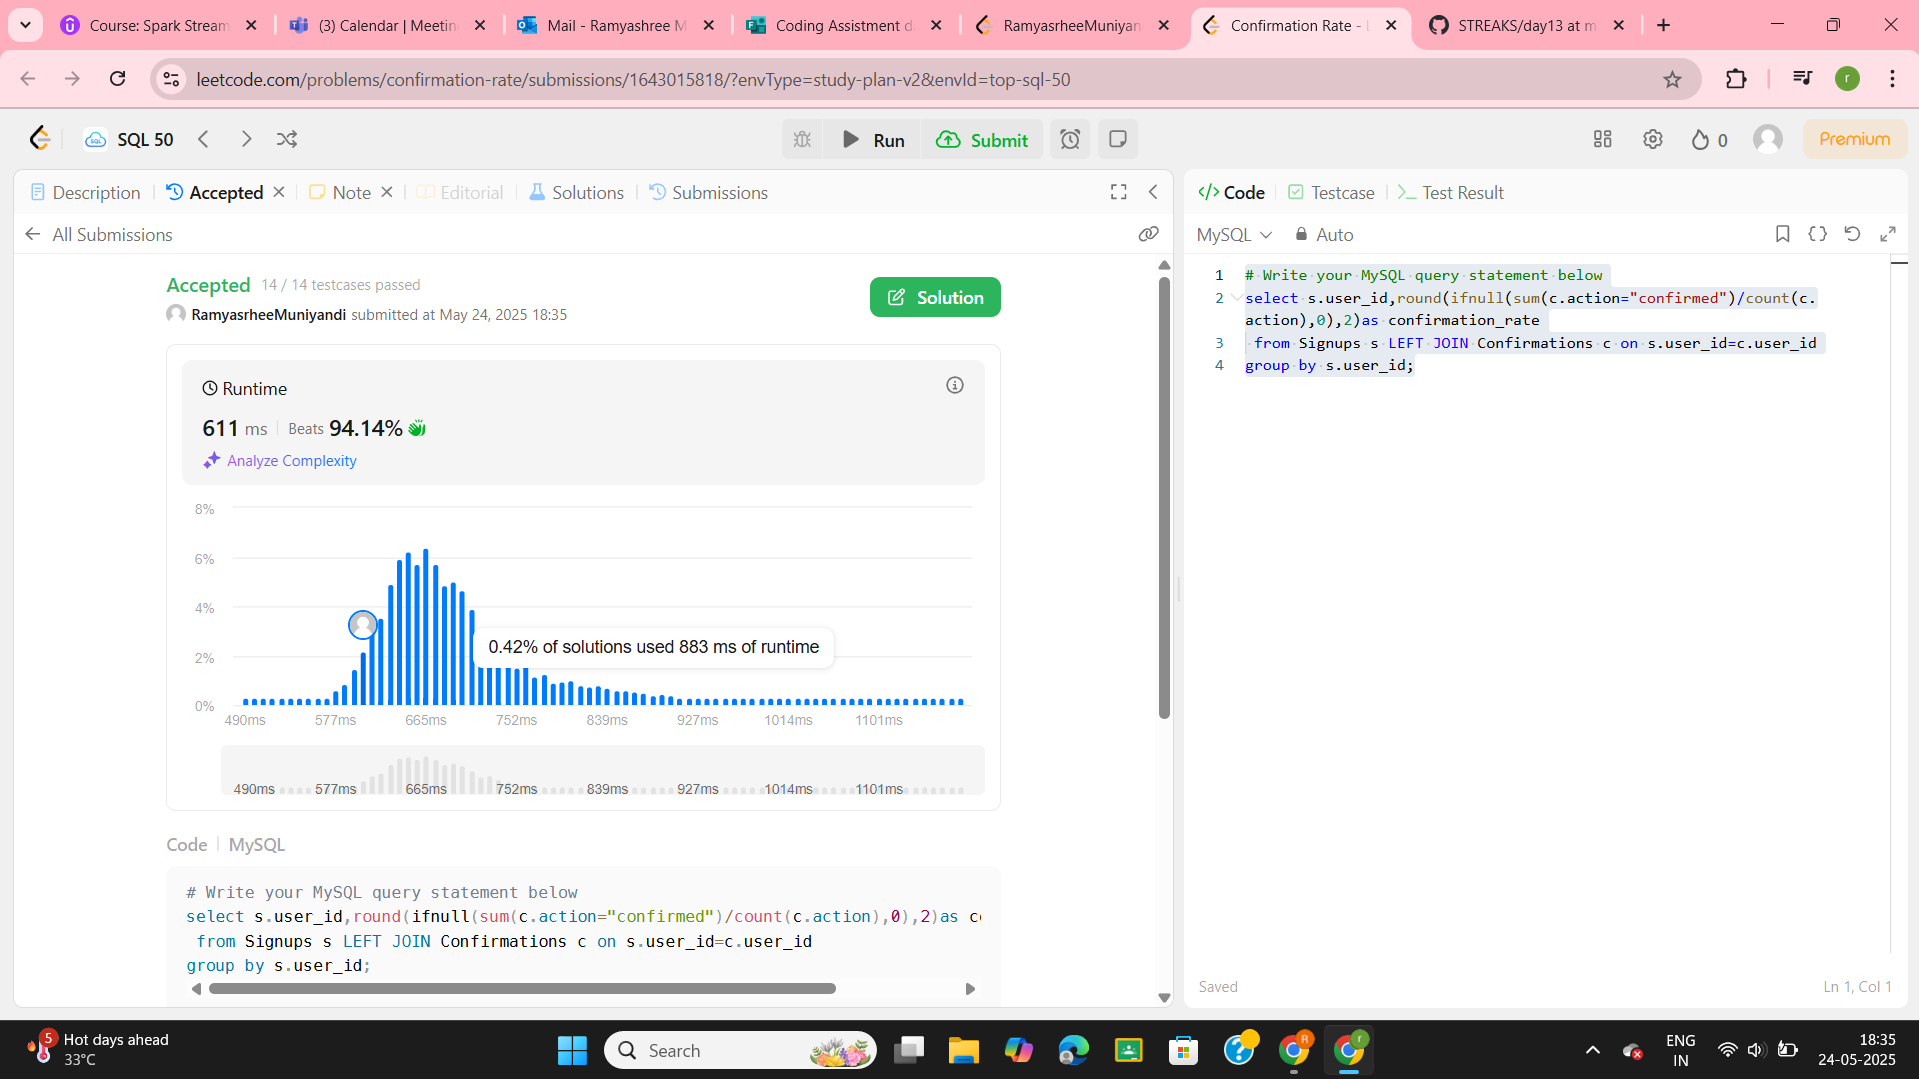 Course: Spark Stream
(3) Calendar | Meetin
Mail - Ramyashree M
Coding Assistment d
RamyasrheeMuniyan
Confirmation Rate - L
STREAKS/day13 at m
leetcode.com/problems/confirmation-rate/submissions/1643015818/?envType=study-plan-v2&envId=top-sql-50
r
SQL 50
Run
Submit
0
Premium
Description
Accepted
Note
Editorial
Solutions
Submissions
All Submissions
Accepted 14 / 14 testcases passed
RamyasrheeMuniyandi submitted at May 24, 2025 18:35
Solution
Runtime
611 ms Beats 94.14%
Analyze Complexity
8%
6%
4%
2%
0%
0.42% of solutions used 883 ms of runtime
490ms 577ms 665ms 752ms 839ms 927ms 1014ms 1101ms
490ms 577ms 665ms 752ms 839ms 927ms 1014ms 1101ms
Code MySQL
# Write your MySQL query statement below
select s.user_id,round(ifnull(sum(c.action="confirmed")/count(c.action),0),2)as c
from Signups s LEFT JOIN Confirmations c on s.user_id=c.user_id
group by s.user_id;
</> Code
Testcase
Test Result
MySQL
Auto
1 # Write your MySQL query statement below
2 select s.user_id,round(ifnull(sum(c.action="confirmed")/count(c.
action),0),2)as confirmation_rate
3 from Signups s LEFT JOIN Confirmations c on s.user_id=c.user_id
4 group by s.user_id;
Saved
Ln 1, Col 1
5
Hot days ahead
33°C
Search
R
r
ENG
IN
18:35
24-05-2025